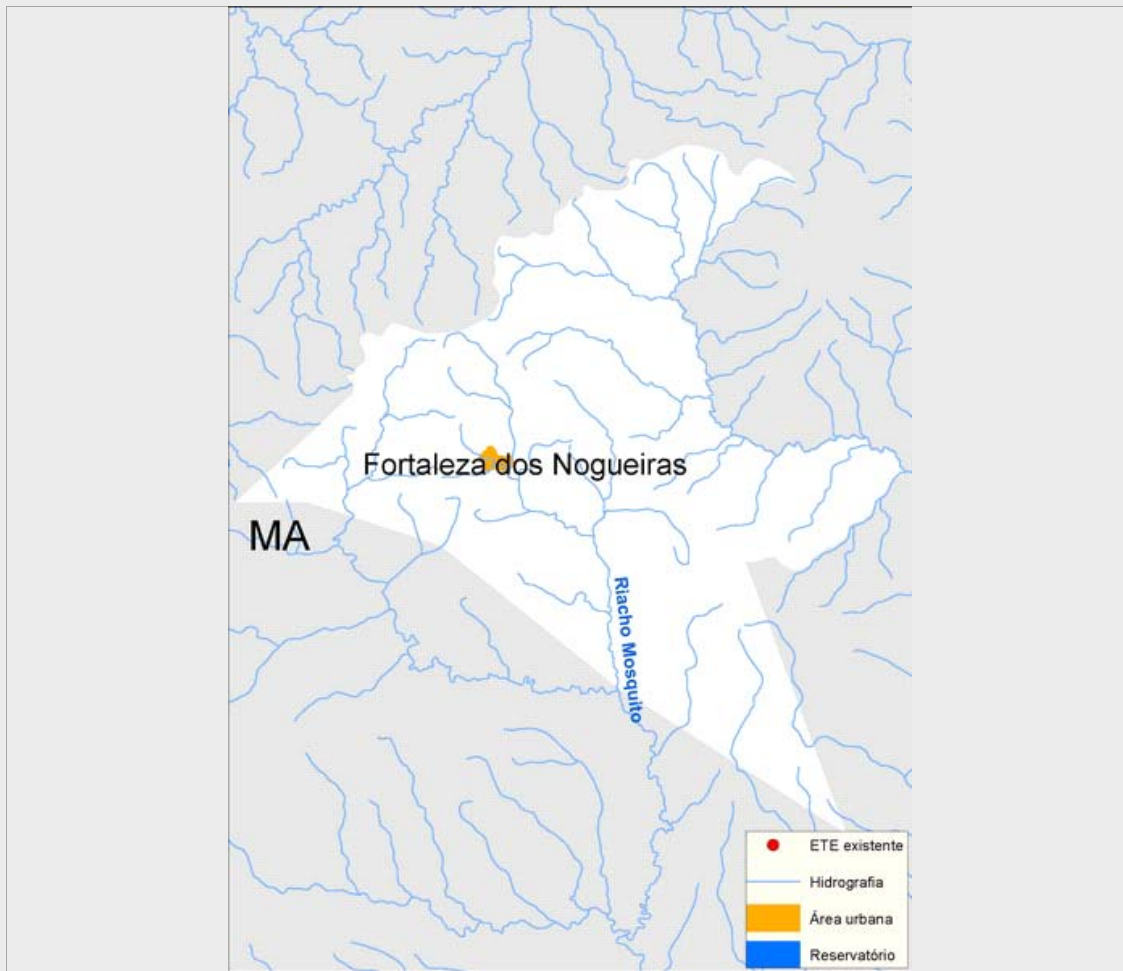 Fortaleza dos Nogueiras
MA
Riacho Mosquito
ETE existente
Hidrografia
Área urbana
Reservatório